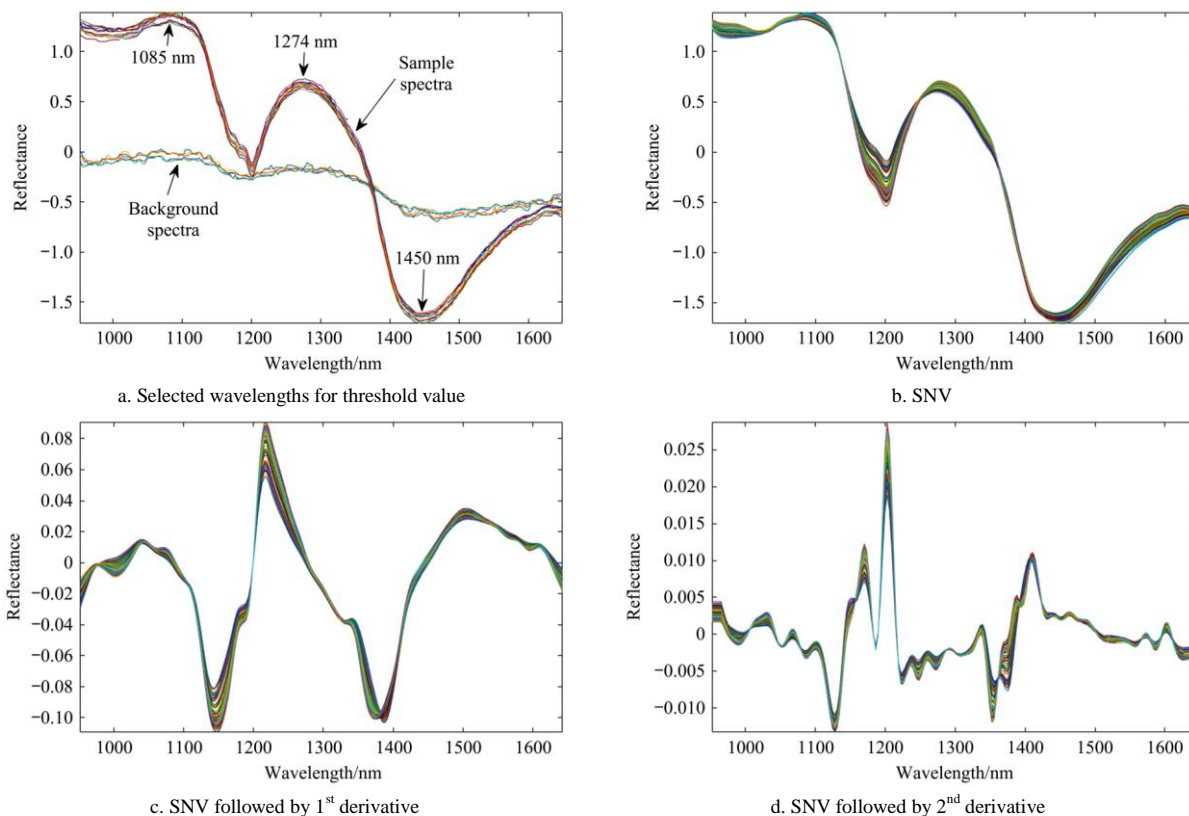 1.0
0.5
0
−0.5
−1.0
−1.5
Reflectance
1085 nm
1274 nm
Sample
spectra
Background
spectra
1450 nm
1000 1100 1200 1300 1400 1500 1600
Wavelength/nm
a. Selected wavelengths for threshold value
1.0
0.5
0
−0.5
−1.0
−1.5
Reflectance
1000 1100 1200 1300 1400 1500 1600
Wavelength/nm
b. SNV
0.08
0.06
0.04
0.02
0
−0.02
−0.04
−0.06
−0.08
−0.10
Reflectance
1000 1100 1200 1300 1400 1500 1600
Wavelength/nm
c. SNV followed by 1st derivative
0.025
0.020
0.015
0.010
0.005
0
−0.005
−0.010
Reflectance
1000 1100 1200 1300 1400 1500 1600
Wavelength/nm
d. SNV followed by 2nd derivative